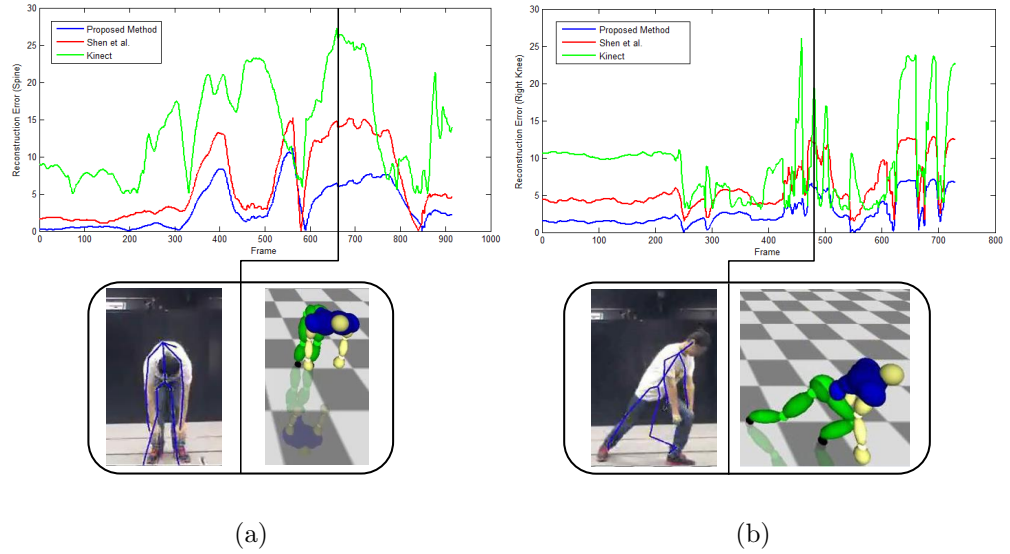 30
25
20
15
10
5
0
Reconstruction Error (Spine)
Proposed Method
Shen et al.
Kinect
0 100 200 300 400 500 600 700 800 900 1000
Frame
30
25
20
15
10
5
0
Reconstruction Error (Right Knee)
Proposed Method
Shen et al.
Kinect
0 100 200 300 400 500 600 700 800
Frame
(a)
(b)